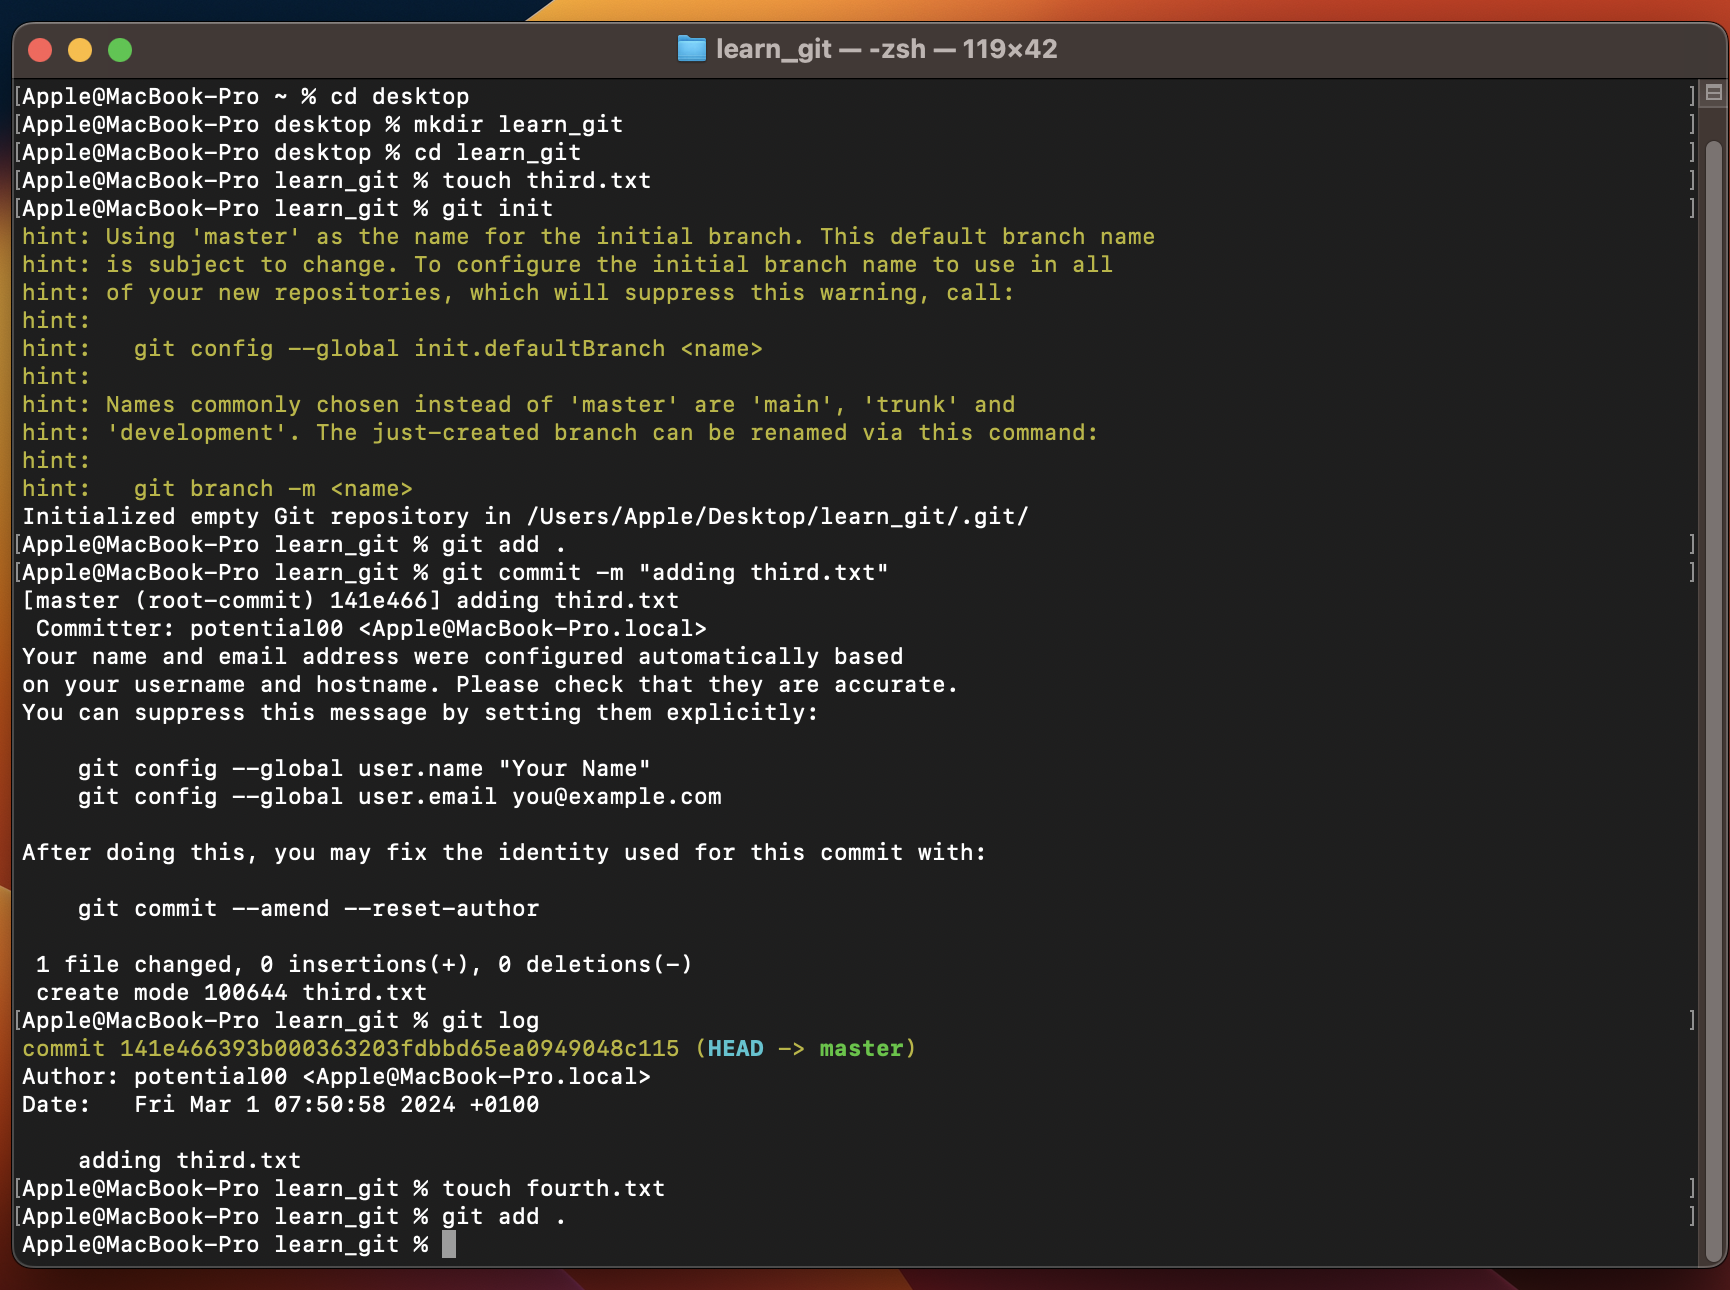 learn_git — -zsh — 119×42
[Apple@MacBook-Pro ~ % cd desktop ]
[Apple@MacBook-Pro desktop % mkdir learn_git ]
[Apple@MacBook-Pro desktop % cd learn_git ]
[Apple@MacBook-Pro learn_git % touch third.txt ]
[Apple@MacBook-Pro learn_git % git init ]
hint: Using 'master' as the name for the initial branch. This default branch name
hint: is subject to change. To configure the initial branch name to use in all
hint: of your new repositories, which will suppress this warning, call:
hint:
hint:   git config --global init.defaultBranch <name>
hint:
hint: Names commonly chosen instead of 'master' are 'main', 'trunk' and
hint: 'development'. The just-created branch can be renamed via this command:
hint:
hint:   git branch -m <name>
Initialized empty Git repository in /Users/Apple/Desktop/learn_git/.git/
[Apple@MacBook-Pro learn_git % git add . ]
[Apple@MacBook-Pro learn_git % git commit -m "adding third.txt" ]
[master (root-commit) 141e466] adding third.txt
 Committer: potential00 <Apple@MacBook-Pro.local>
Your name and email address were configured automatically based
on your username and hostname. Please check that they are accurate.
You can suppress this message by setting them explicitly:

    git config --global user.name "Your Name"
    git config --global user.email you@example.com

After doing this, you may fix the identity used for this commit with:

    git commit --amend --reset-author

 1 file changed, 0 insertions(+), 0 deletions(-)
 create mode 100644 third.txt
[Apple@MacBook-Pro learn_git % git log ]
commit 141e466393b000363203fdbbd65ea0949048c115 (HEAD -> master)
Author: potential00 <Apple@MacBook-Pro.local>
Date:   Fri Mar 1 07:50:58 2024 +0100

    adding third.txt
[Apple@MacBook-Pro learn_git % touch fourth.txt ]
[Apple@MacBook-Pro learn_git % git add . ]
Apple@MacBook-Pro learn_git %